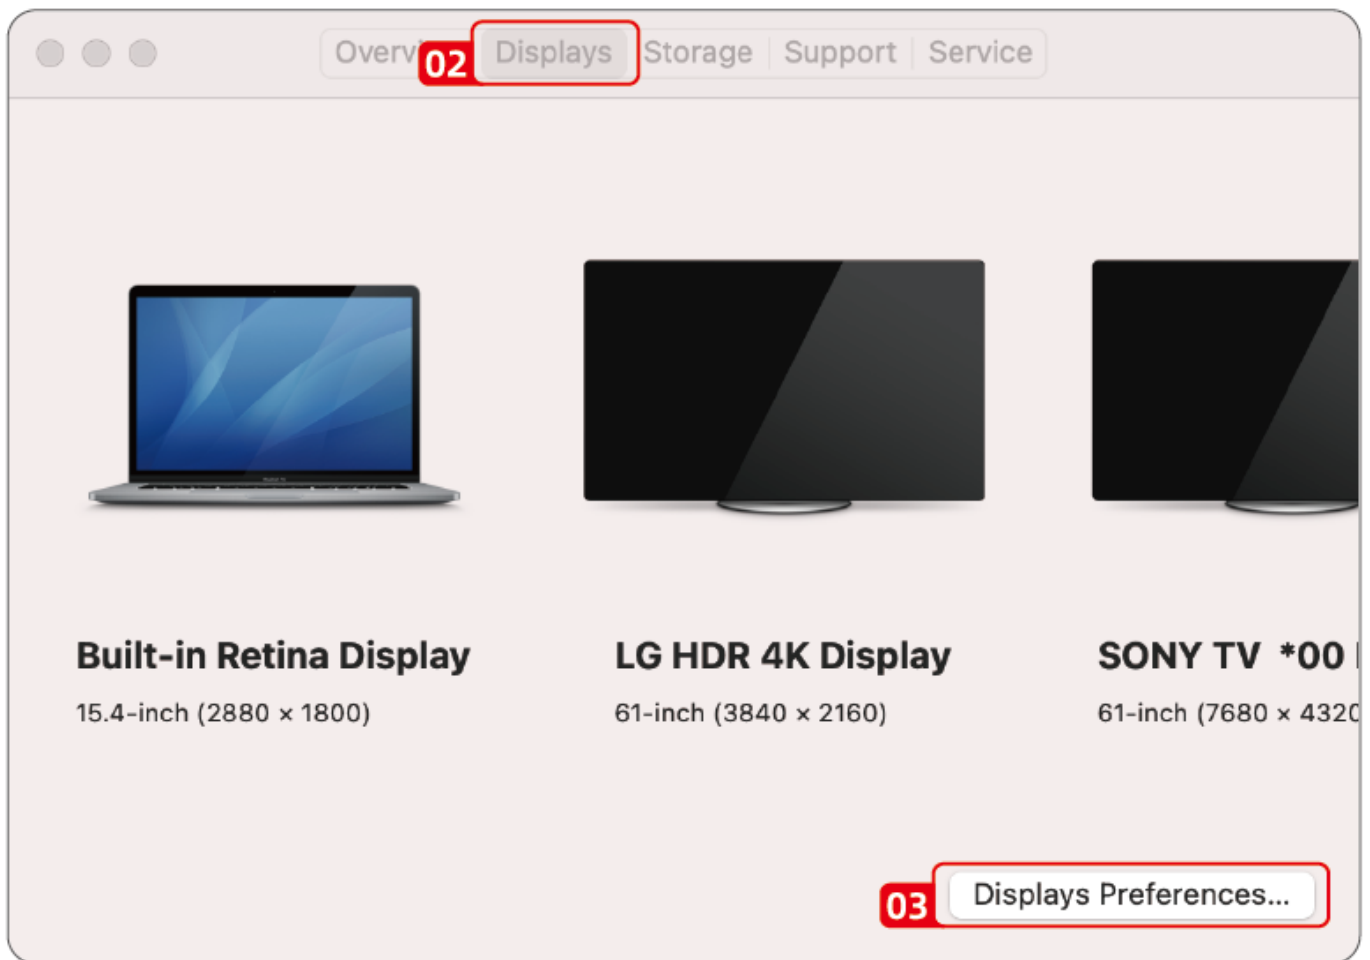 Overvi
02
Displays
Storage
Support
Service
Built-in Retina Display
15.4-inch (2880 × 1800)
LG HDR 4K Display
61-inch (3840 × 2160)
SONY TV *00
61-inch (7680 × 4320
03
Displays Preferences...